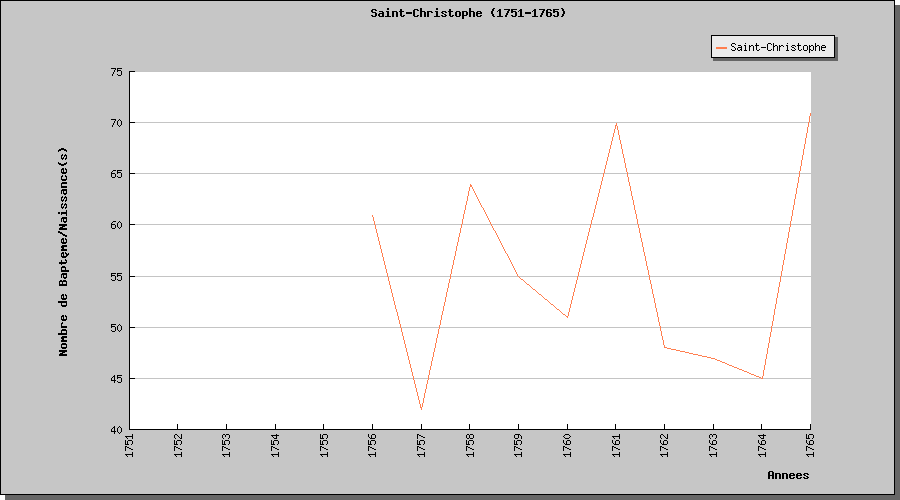 Saint-Christophe (1751-1765)
Saint-Christophe
75
70
65
60
55
50
45
40
Nombre de Baptęme/Naissance(s)
1751 1752 1753 1754 1755 1756 1757 1758 1759 1760 1761 1762 1763 1764 1765
Annees